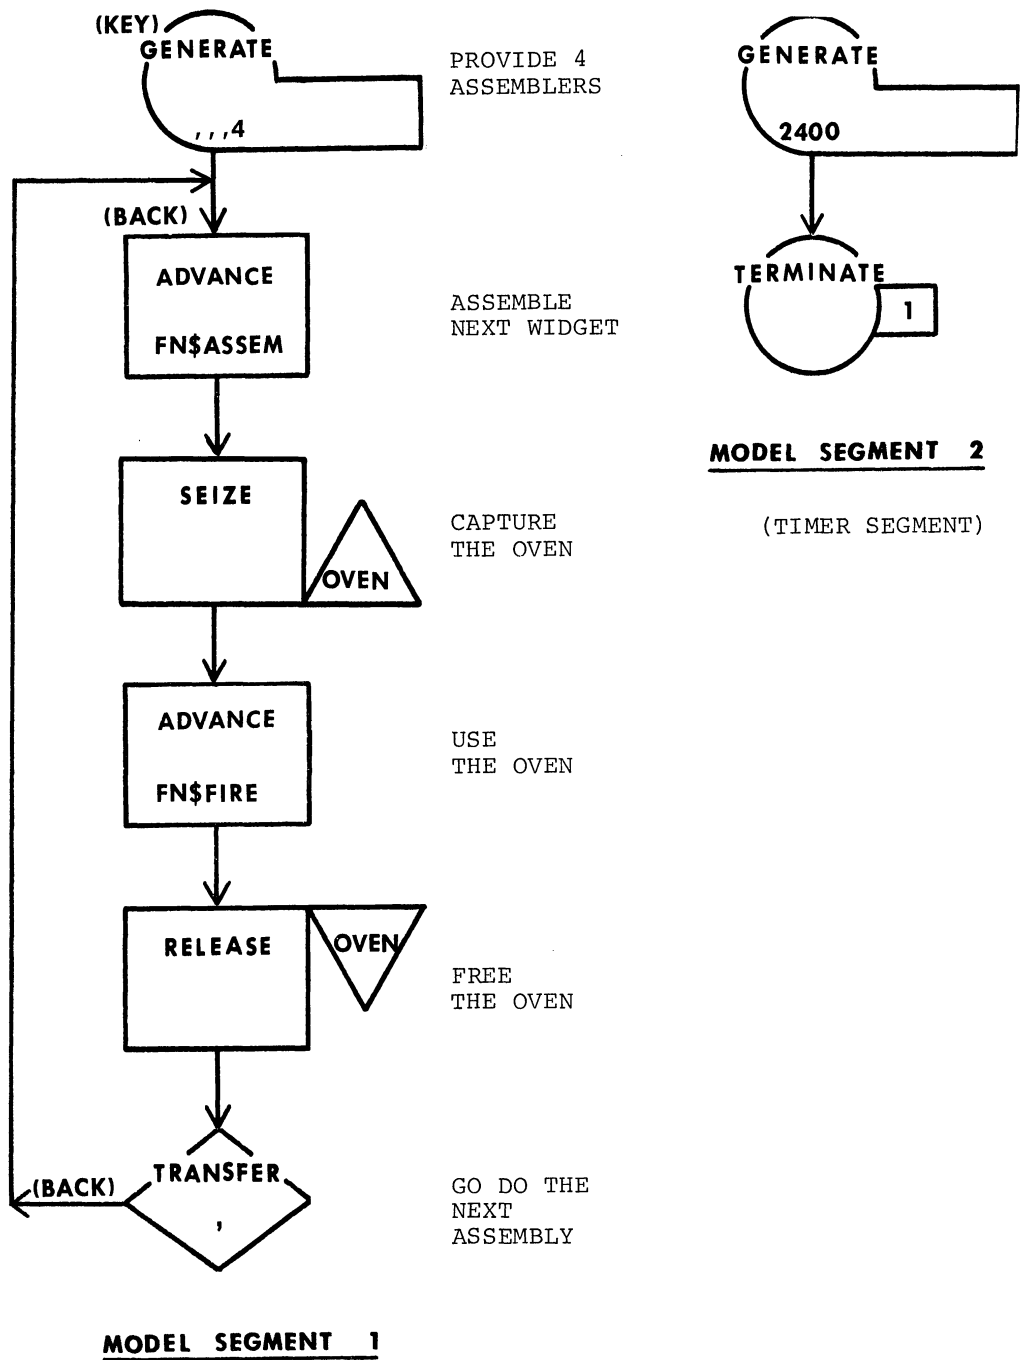 (KEY)
GENERATE
,,,4
PROVIDE 4
ASSEMBLERS
(BACK)
ADVANCE
FN$ASSEM
ASSEMBLE
NEXT WIDGET
SEIZE
OVEN
CAPTURE
THE OVEN
ADVANCE
FN$FIRE
USE
THE OVEN
RELEASE
OVEN
FREE
THE OVEN
(BACK)
TRANSFER
,
GO DO THE
NEXT
ASSEMBLY
MODEL SEGMENT 1
GENERATE
2400
TERMINATE
1
MODEL SEGMENT 2
(TIMER SEGMENT)